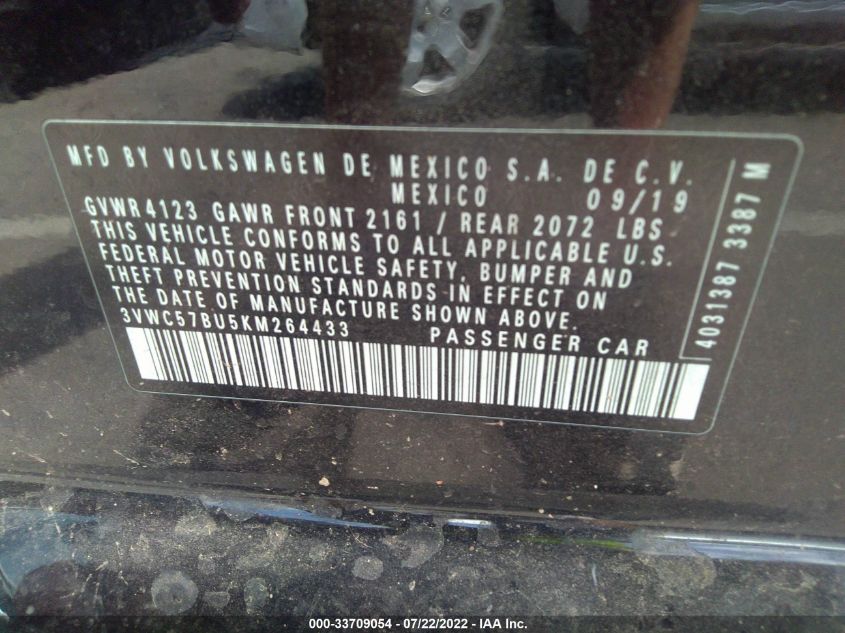 MFD BY VOLKSWAGEN DE MEXICO S.A. DE C.V.
MEXICO 09/19
GVWR 4123 GAWR FRONT 2161 / REAR 2072 LBS
THIS VEHICLE CONFORMS TO ALL APPLICABLE U.S.
FEDERAL MOTOR VEHICLE SAFETY, BUMPER AND
THEFT PREVENTION STANDARDS IN EFFECT ON
THE DATE OF MANUFACTURE SHOWN ABOVE.
3VWC57BU5KM264433 PASSENGER CAR
4031387 3387 M
000-33709054 - 07/22/2022 - IAA Inc.